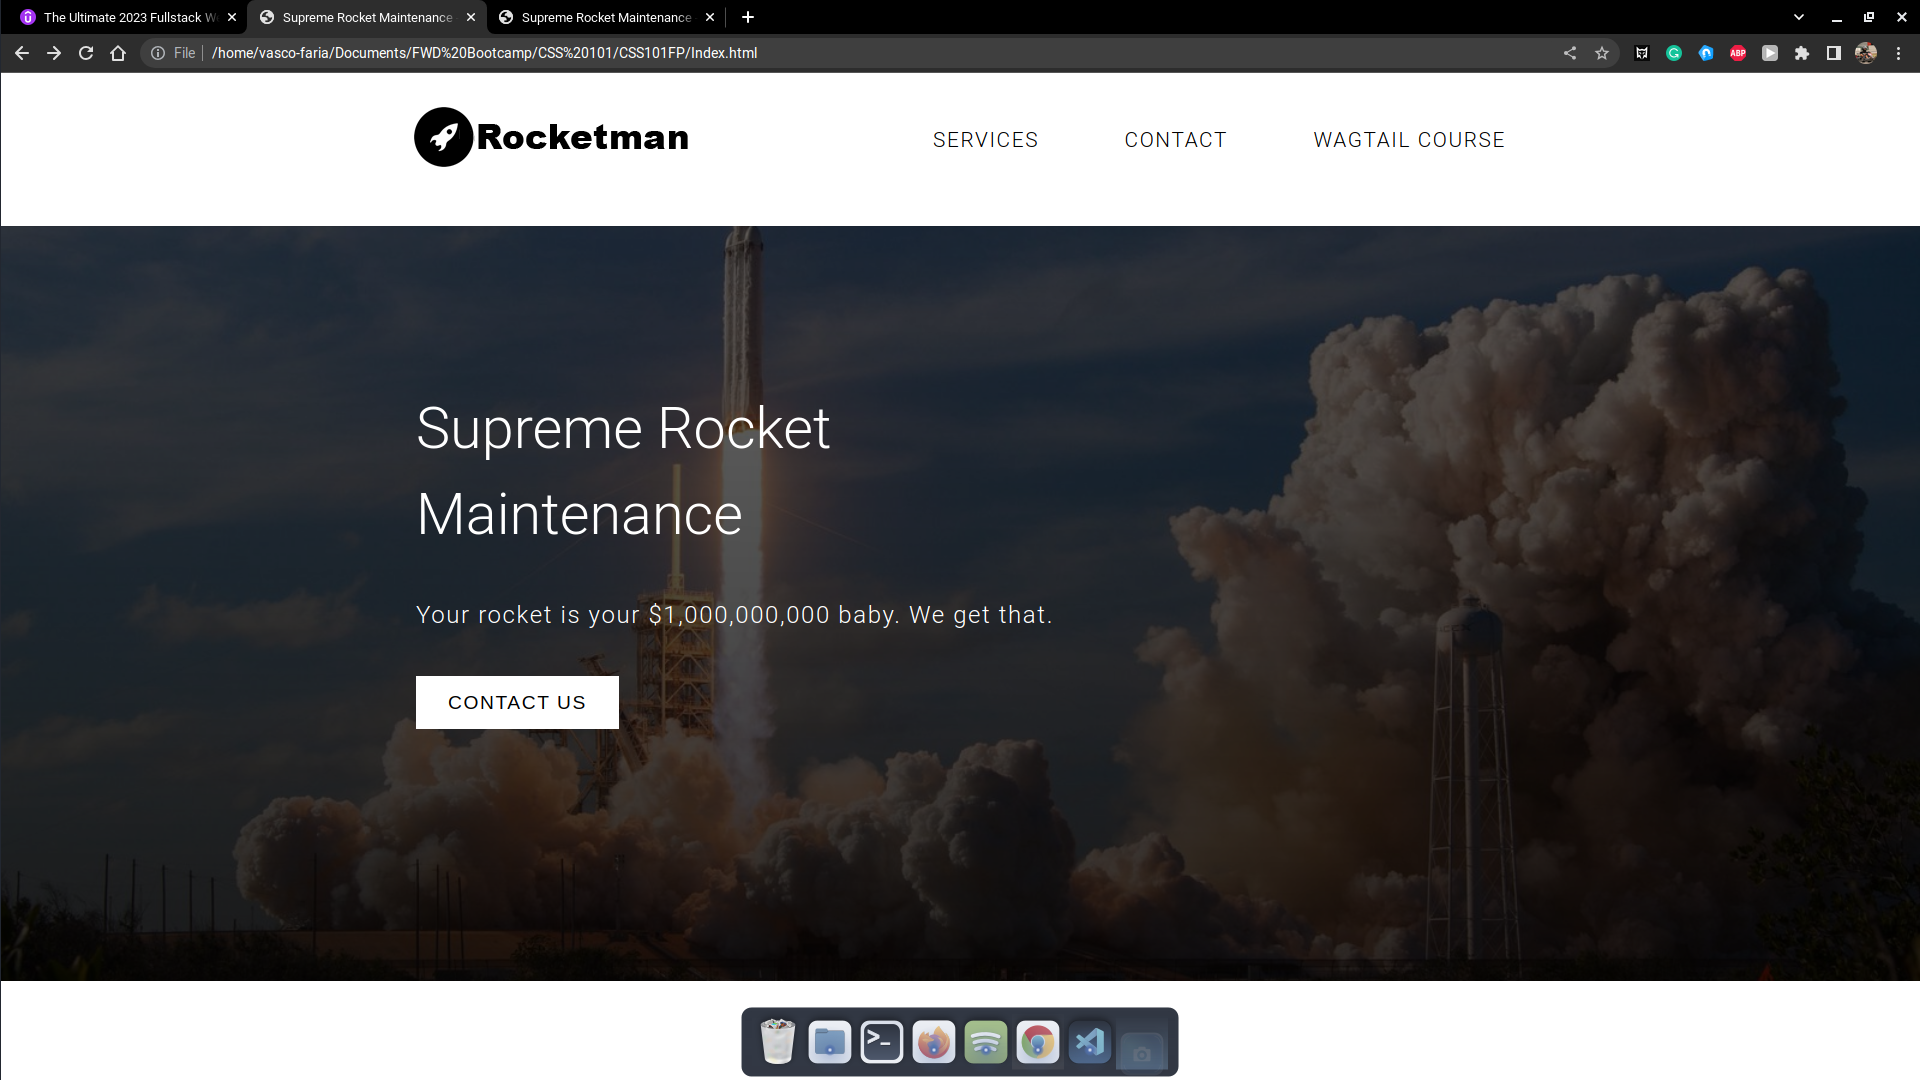 The Ultimate 2023 Fullstack W
Supreme Rocket Maintenance
Supreme Rocket Maintenance
File
/home/vasco-faria/Documents/FWD%20Bootcamp/CSS%20101/CSS101FP/Index.html
ABP
Rocketman
SERVICES
CONTACT
WAGTAIL COURSE
Supreme Rocket
Maintenance
Your rocket is your $1,000,000,000 baby. We get that.
CONTACT US